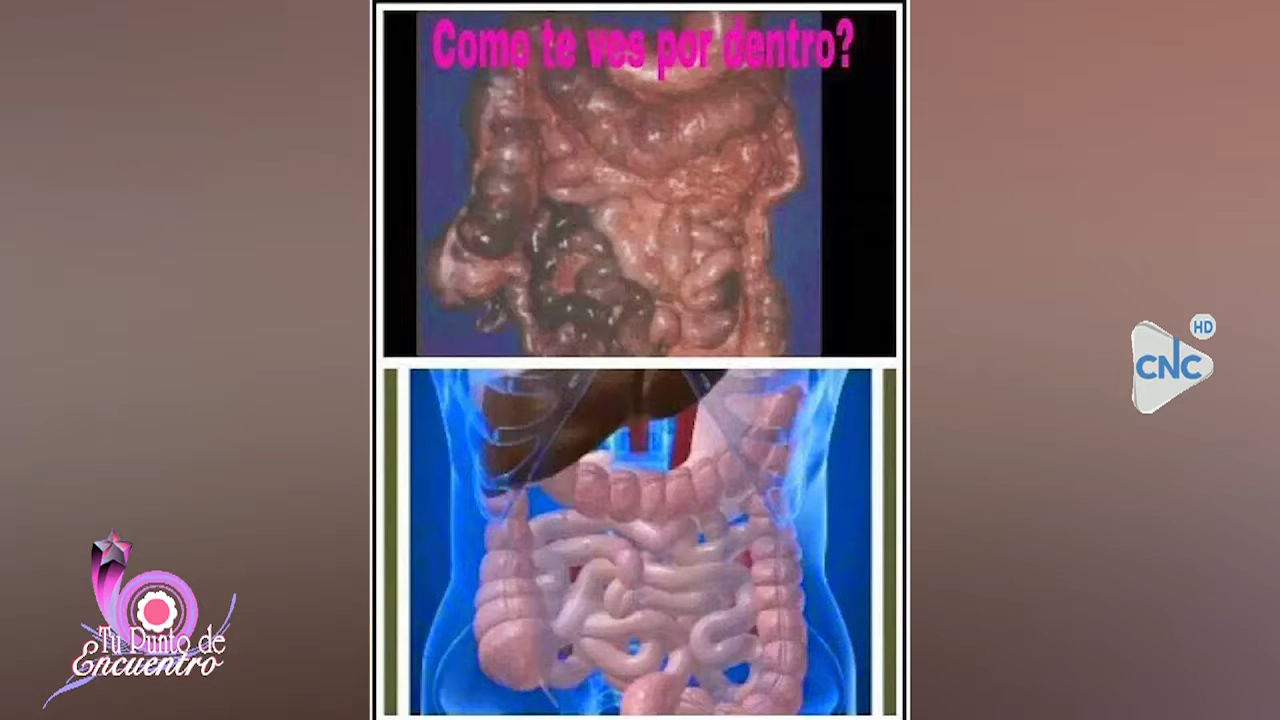 Como te ves por dentro?
HD
CNC
Tu Punto de
Encuentro